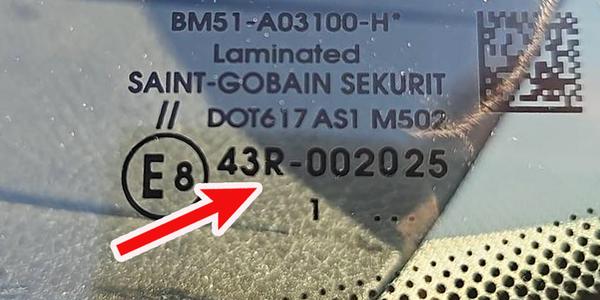 BM51-A03100-H*
Laminated
SAINT-GOBAIN SEKURIT
// DOT617 AS1 M502
E8 43R-002025
1 ...